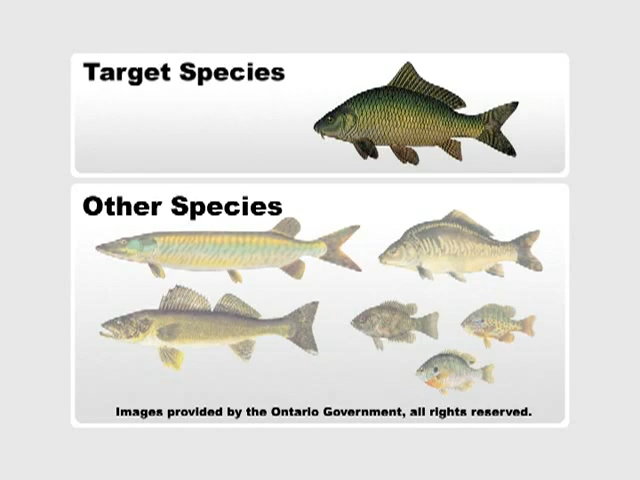 Target Species
Other Species
Images provided by the Ontario Government, all rights reserved.